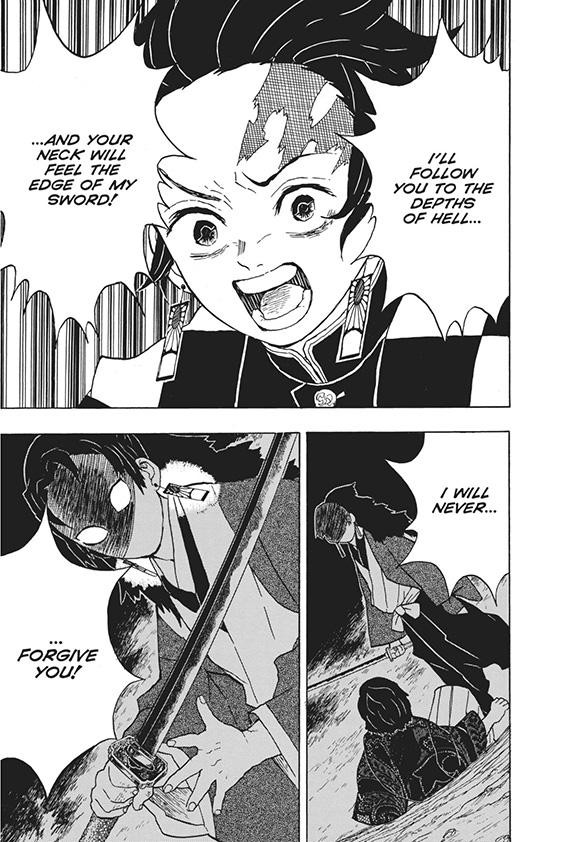 I'LL
FOLLOW
YOU TO THE
DEPTHS
OF HELL...
...AND YOUR
NECK WILL
FEEL THE
EDGE OF MY
SWORD!
I WILL
NEVER...
...
FORGIVE
YOU!